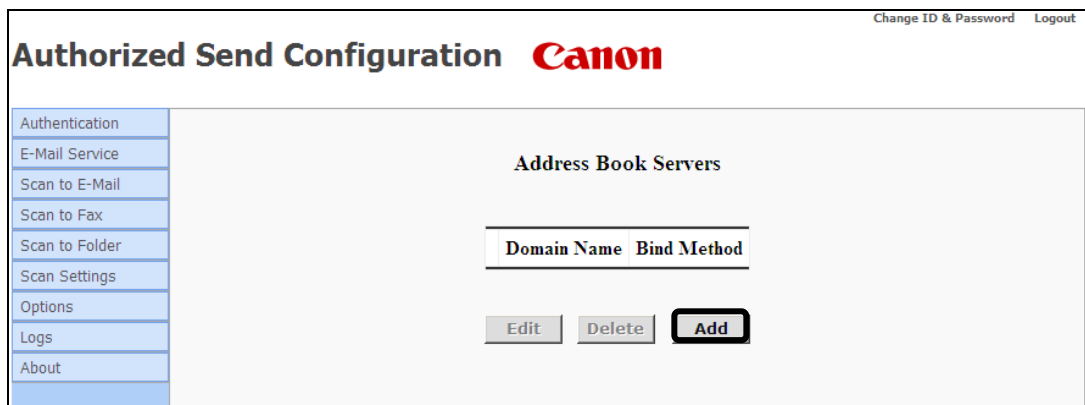 Change ID & Password Logout
Authorized Send Configuration Canon
Authentication
E-Mail Service
Scan to E-Mail
Scan to Fax
Scan to Folder
Scan Settings
Options
Logs
About
Address Book Servers
Domain Name Bind Method
Edit Delete Add